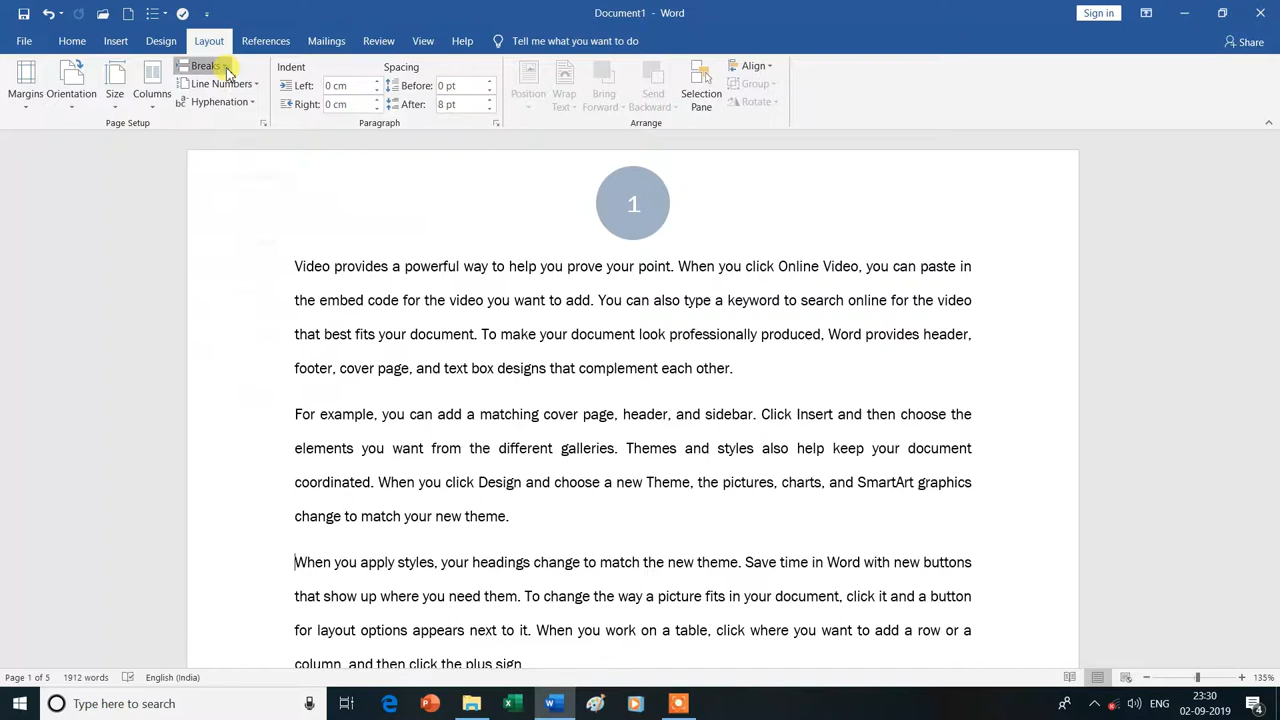 Document1 - Word
Sign in
File Home Insert Design Layout References Mailings Review View Help Tell me what you want to do Share
Margins Orientation Size Columns
Breaks
Line Numbers
Hyphenation
Page Setup
Indent Spacing
Left: 0 cm Before: 0 pt
Right: 0 cm After: 8 pt
Paragraph
Position Wrap Text Bring Forward Send Backward Selection Pane
Align
Group
Rotate
Arrange
1
Video provides a powerful way to help you prove your point. When you click Online Video, you can paste in
the embed code for the video you want to add. You can also type a keyword to search online for the video
that best fits your document. To make your document look professionally produced, Word provides header,
footer, cover page, and text box designs that complement each other.
For example, you can add a matching cover page, header, and sidebar. Click Insert and then choose the
elements you want from the different galleries. Themes and styles also help keep your document
coordinated. When you click Design and choose a new Theme, the pictures, charts, and SmartArt graphics
change to match your new theme.
When you apply styles, your headings change to match the new theme. Save time in Word with new buttons
that show up where you need them. To change the way a picture fits in your document, click it and a button
for layout options appears next to it. When you work on a table, click where you want to add a row or a
column, and then click the plus sign.
Page 1 of 5 1912 words English (India) 135%
Type here to search
23:30
02-09-2019
4